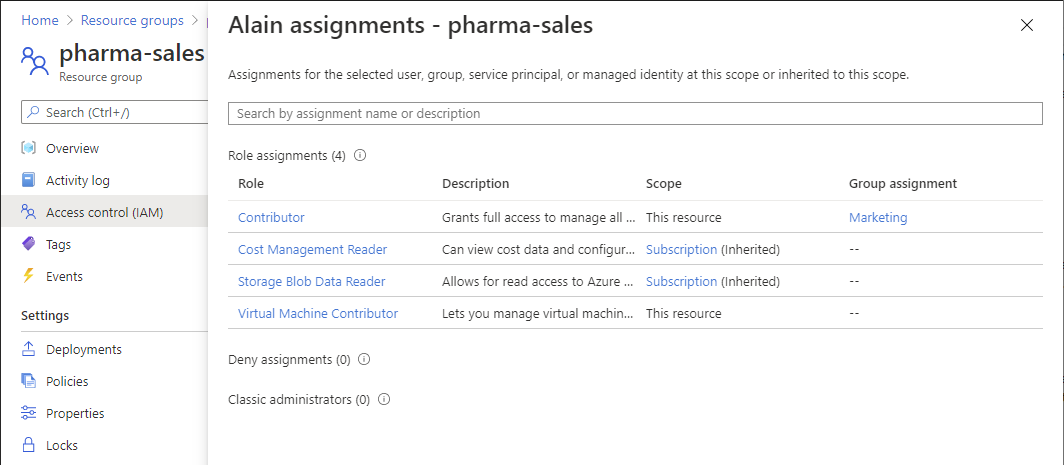 Home > Resource groups >
pharma-sales
Resource group
Search (Ctrl+/)
Overview
Activity log
Access control (IAM)
Tags
Events
Settings
Deployments
Policies
Properties
Locks
Alain assignments - pharma-sales
Assignments for the selected user, group, service principal, or managed identity at this scope or inherited to this scope.
Search by assignment name or description
Role assignments (4)
Role Description Scope Group assignment
Contributor Grants full access to manage all ... This resource Marketing
Cost Management Reader Can view cost data and configur... Subscription (Inherited) --
Storage Blob Data Reader Allows for read access to Azure ... Subscription (Inherited) --
Virtual Machine Contributor Lets you manage virtual machin... This resource --
Deny assignments (0)
Classic administrators (0)